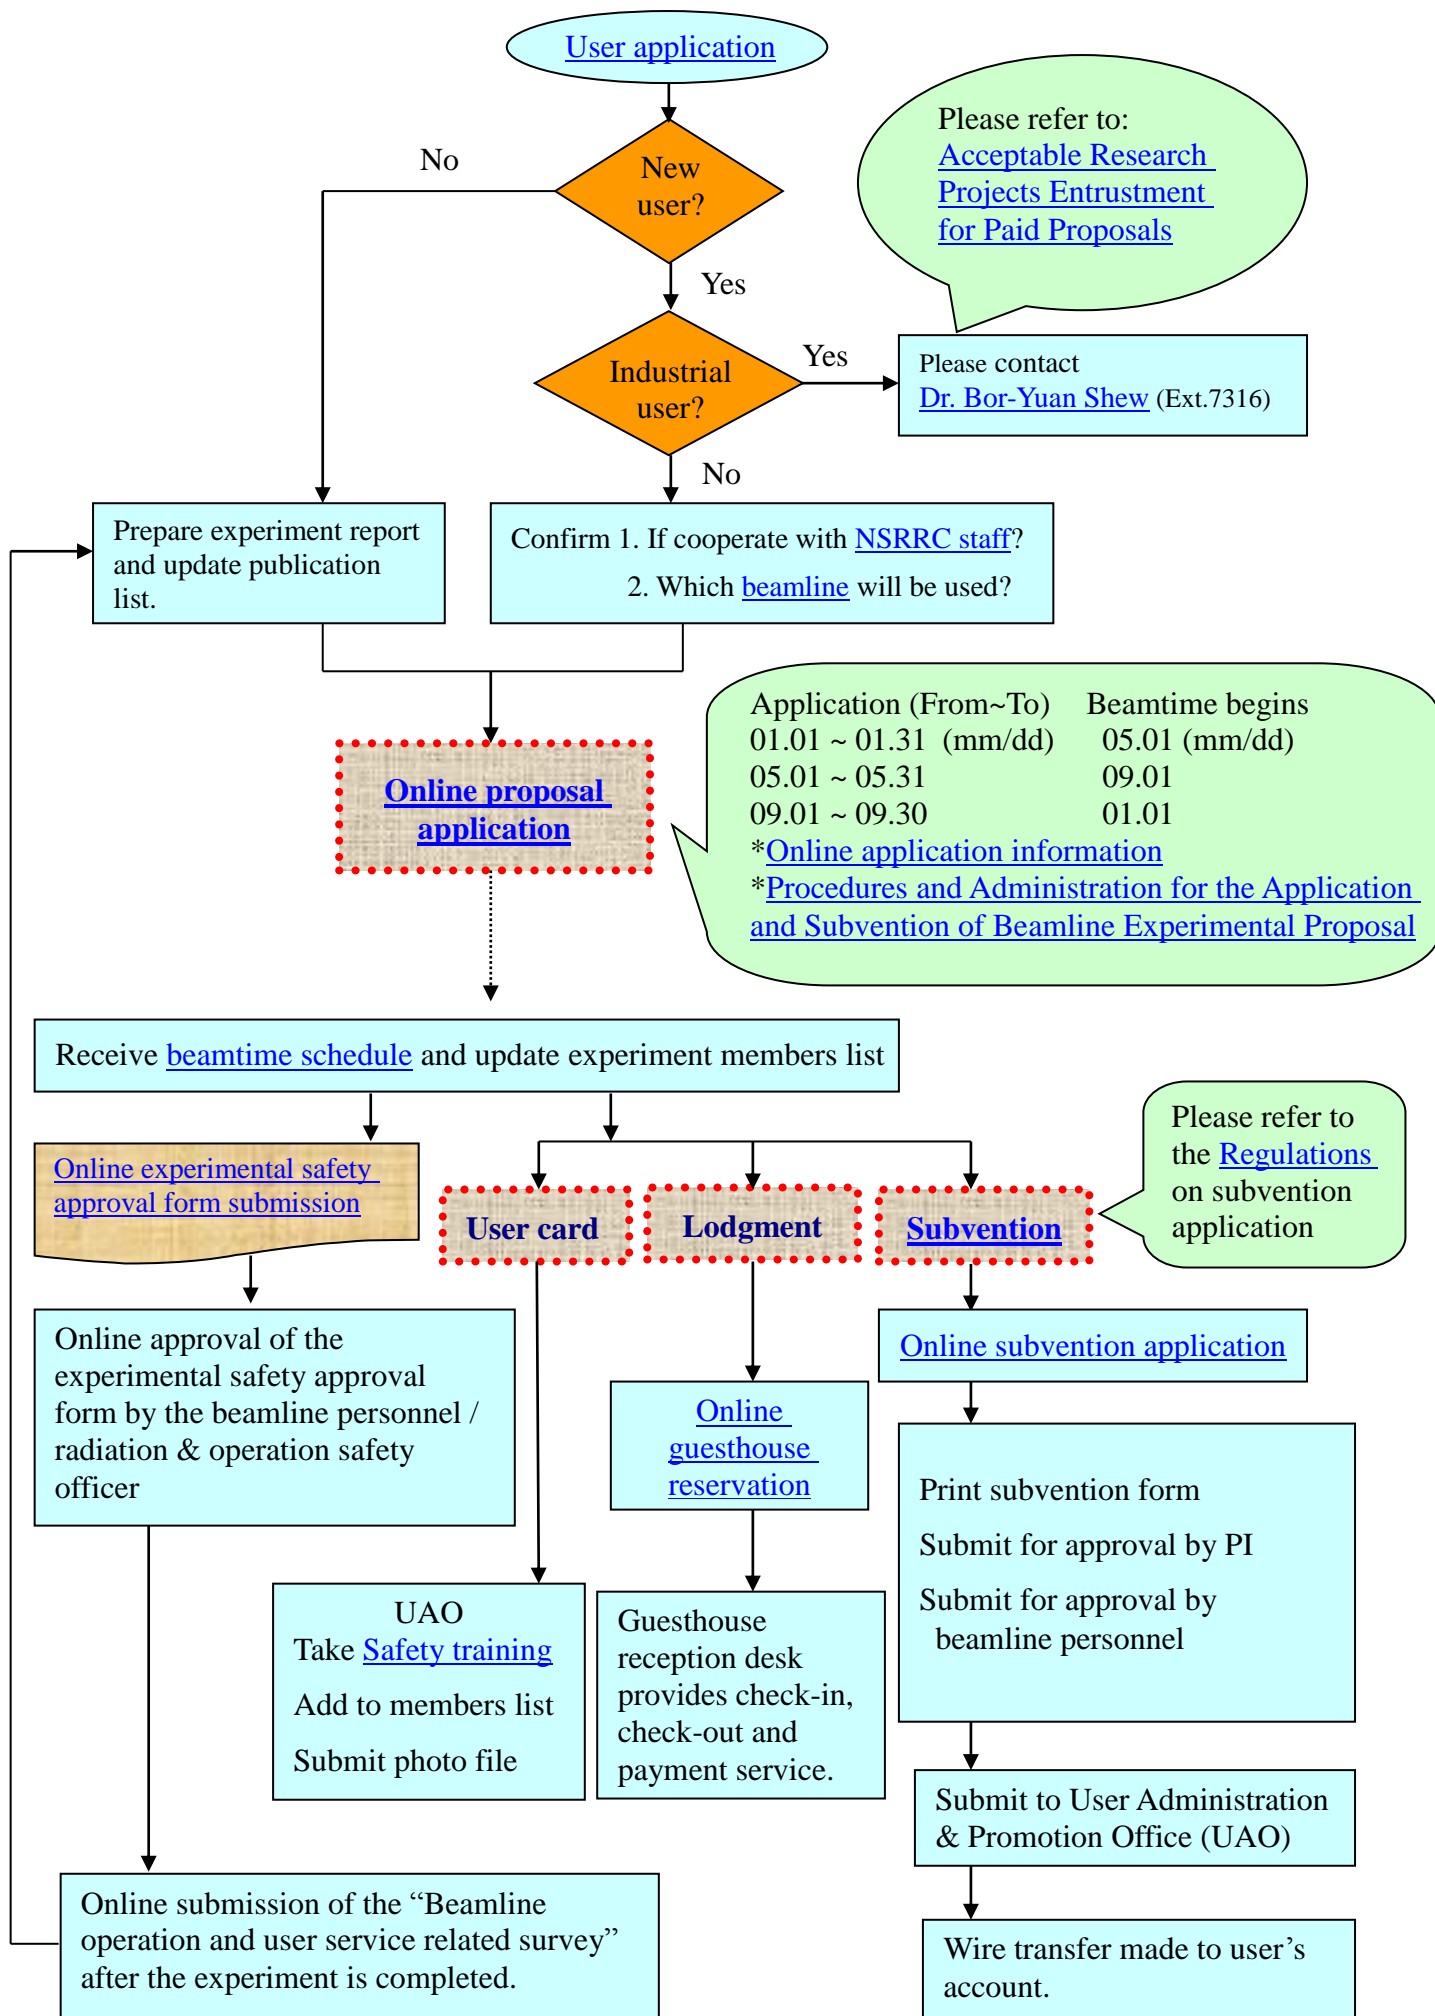 User application
Please refer to:
Acceptable Research
Projects Entrustment
for Paid Proposals
No
New
user?
Yes
Industrial
user?
Yes
Please contact
Dr. Bor-Yuan Shew (Ext.7316)
No
Prepare experiment report
and update publication
list.
Confirm 1. If cooperate with NSRRC staff?
2. Which beamline will be used?
Application (From~To) Beamtime begins
01.01 ~ 01.31 (mm/dd) 05.01 (mm/dd)
05.01 ~ 05.31 09.01
09.01 ~ 09.30 01.01
*Online application information
*Procedures and Administration for the Application
and Subvention of Beamline Experimental Proposal
Online proposal
application
Receive beamtime schedule and update experiment members list
Please refer to
the Regulations
on subvention
application
Online experimental safety
approval form submission
User card
Lodgment
Subvention
Online approval of the
experimental safety approval
form by the beamline personnel /
radiation & operation safety
officer
Online subvention application
Online
guesthouse
reservation
Print subvention form
Submit for approval by PI
Submit for approval by
beamline personnel
UAO
Take Safety training
Add to members list
Submit photo file
Guesthouse
reception desk
provides check-in,
check-out and
payment service.
Submit to User Administration
& Promotion Office (UAO)
Online submission of the “Beamline
operation and user service related survey”
after the experiment is completed.
Wire transfer made to user’s
account.